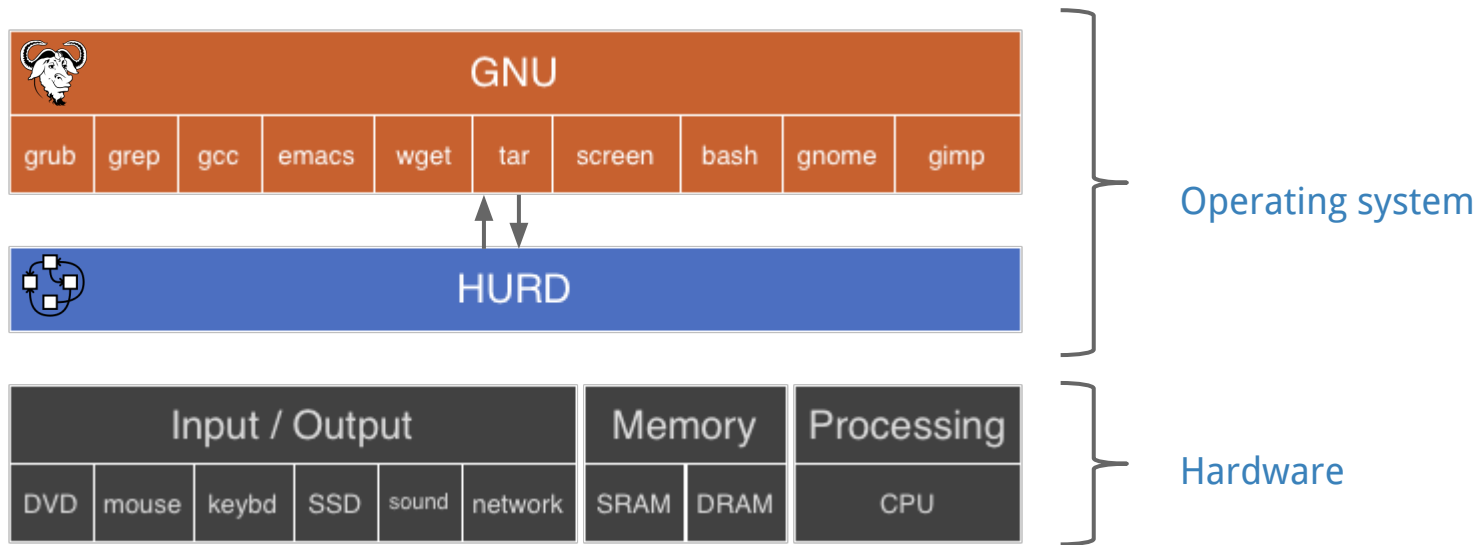 GNU
grub grep gcc emacs wget tar screen bash gnome gimp
Operating system
HURD
Input / Output Memory Processing
DVD mouse keybd SSD sound network SRAM DRAM CPU
Hardware